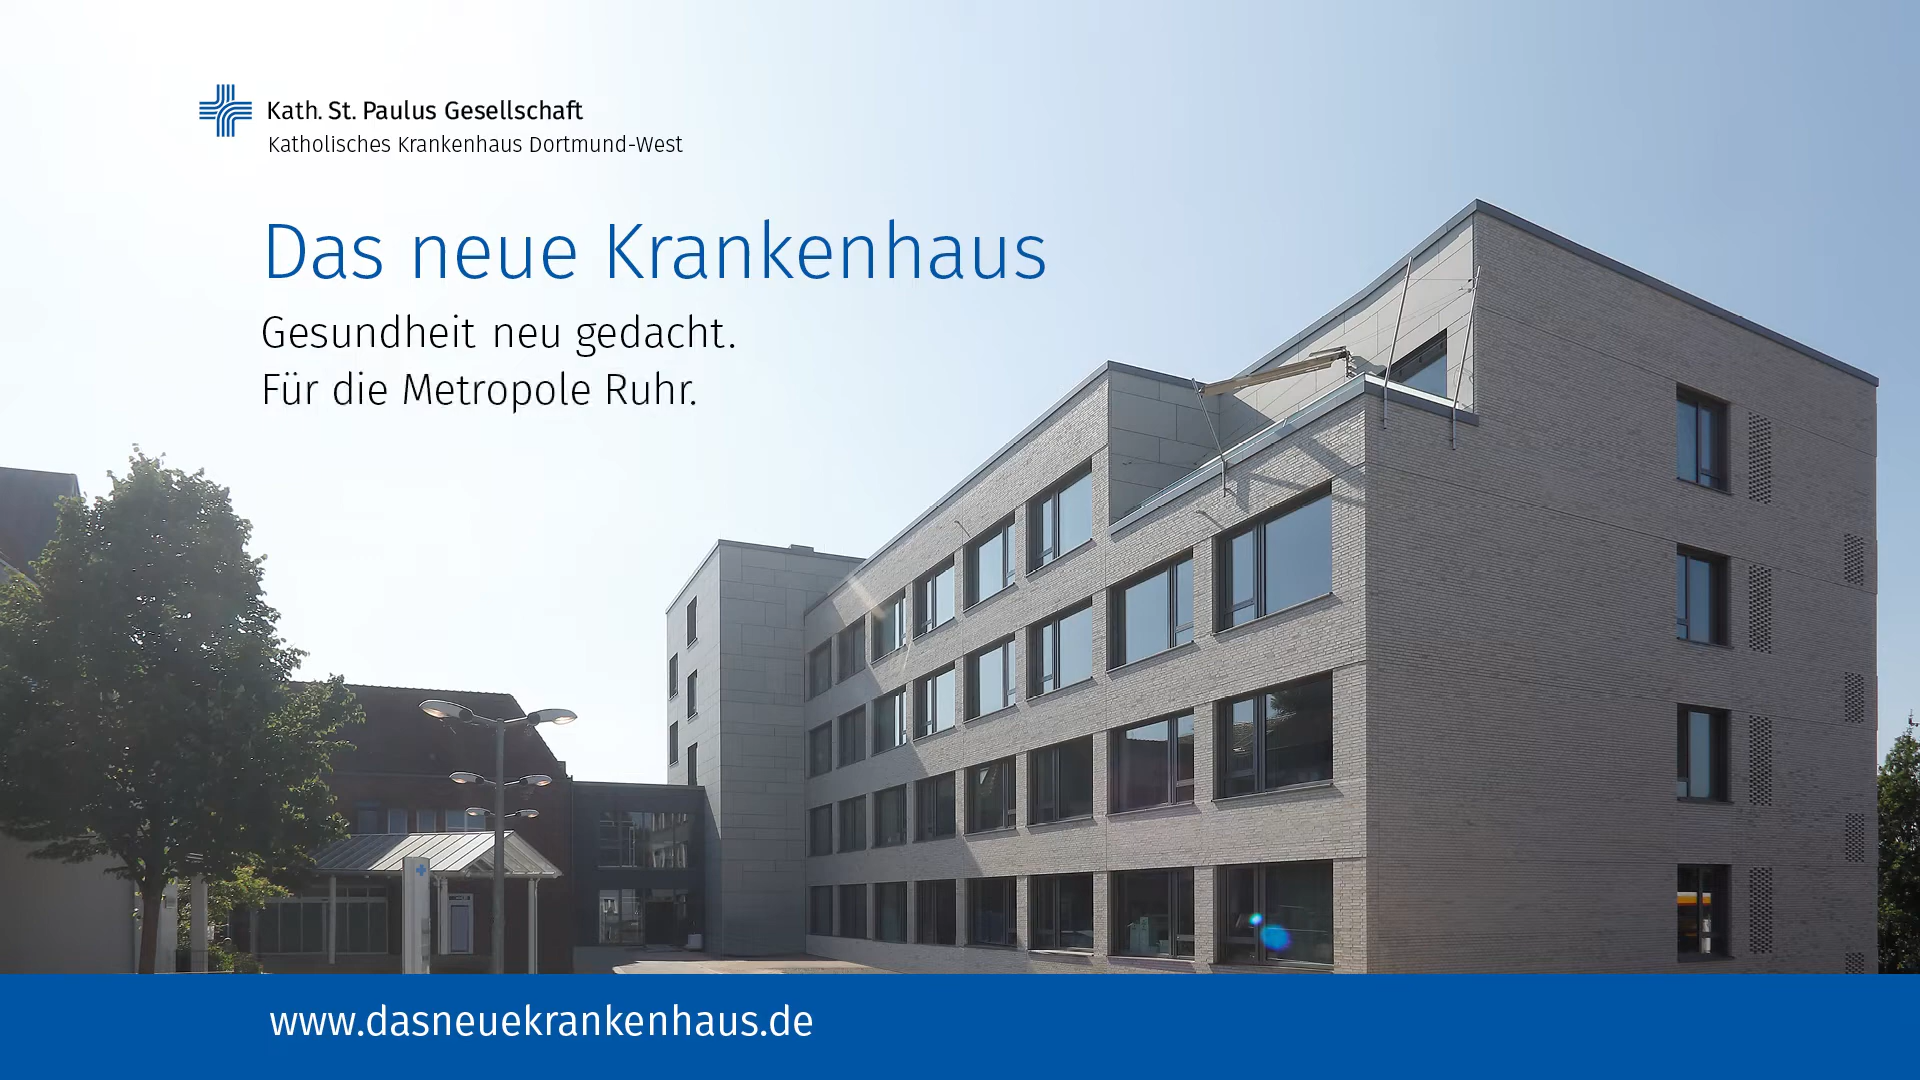 Kath. St. Paulus Gesellschaft
Katholisches Krankenhaus Dortmund-West
Das neue Krankenhaus
Gesundheit neu gedacht.
Für die Metropole Ruhr.
www.dasneuekrankenhaus.de